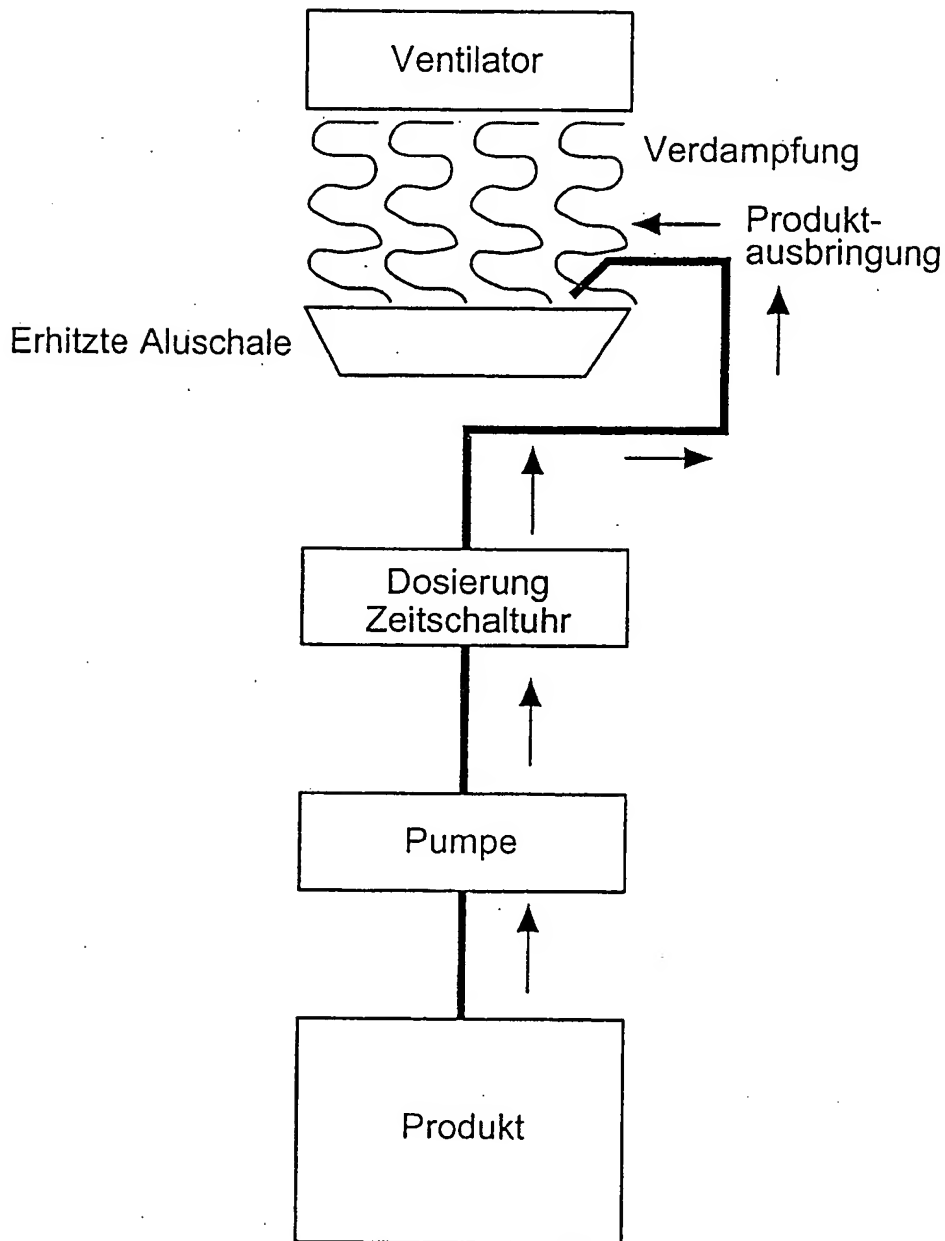 Ventilator
Verdampfung
Produkt-
ausbringung
Erhitzte Aluschale
Dosierung
Zeitschaltuhr
Pumpe
Produkt